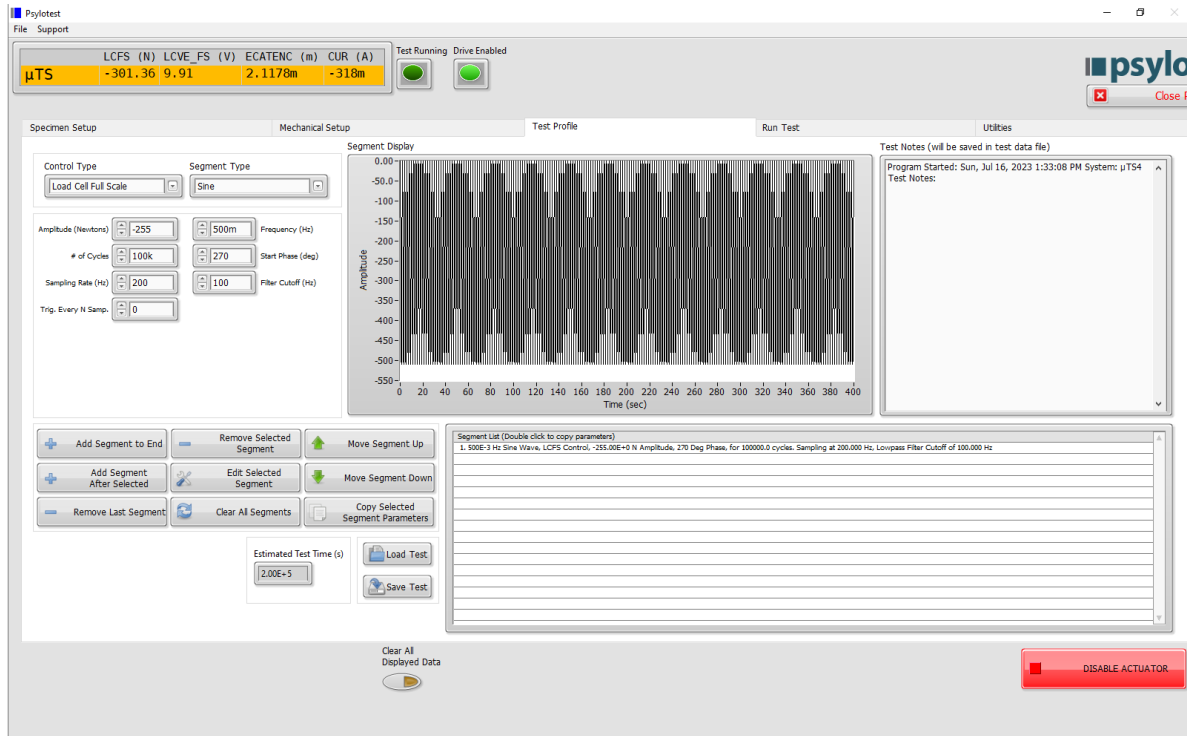 Psylotest
File Support
LCFS (N) LCVE_FS (V) ECATENC (m) CUR (A)
µTS -301.36 9.91 2.1178m -318m
Test Running Drive Enabled
psylo
Close
Specimen Setup Mechanical Setup Test Profile Run Test Utilities
Control Type Segment Type
Load Cell Full Scale Sine
Amplitude (Newtons) -255 500m Frequency (Hz)
# of Cycles 100k 270 Start Phase (deg)
Sampling Rate (Hz) 200 100 Filter Cutoff (Hz)
Trig. Every N Samp. 0
Segment Display
0.00
-50.0
-100
-150
-200
-250
-300
-350
-400
-450
-500
-550
Amplitude
0 20 40 60 80 100 120 140 160 180 200 220 240 260 280 300 320 340 360 380 400
Time (sec)
Test Notes (will be saved in test data file)
Program Started: Sun, Jul 16, 2023 1:33:08 PM System: µTS4
Test Notes:
Add Segment to End
Remove Selected
Segment
Move Segment Up
Add Segment
After Selected
Edit Selected
Segment
Move Segment Down
Remove Last Segment
Clear All Segments
Copy Selected
Segment Parameters
Estimated Test Time (s)
2.00E+5
Load Test
Save Test
Segment List (Double click to copy parameters)
1. 500E-3 Hz Sine Wave, LCFS Control, -255.00E+0 N Amplitude, 270 Deg Phase, for 100000.0 cycles. Sampling at 200.000 Hz, Lowpass Filter Cutoff of 100.000 Hz
Clear All
Displayed Data
DISABLE ACTUATOR